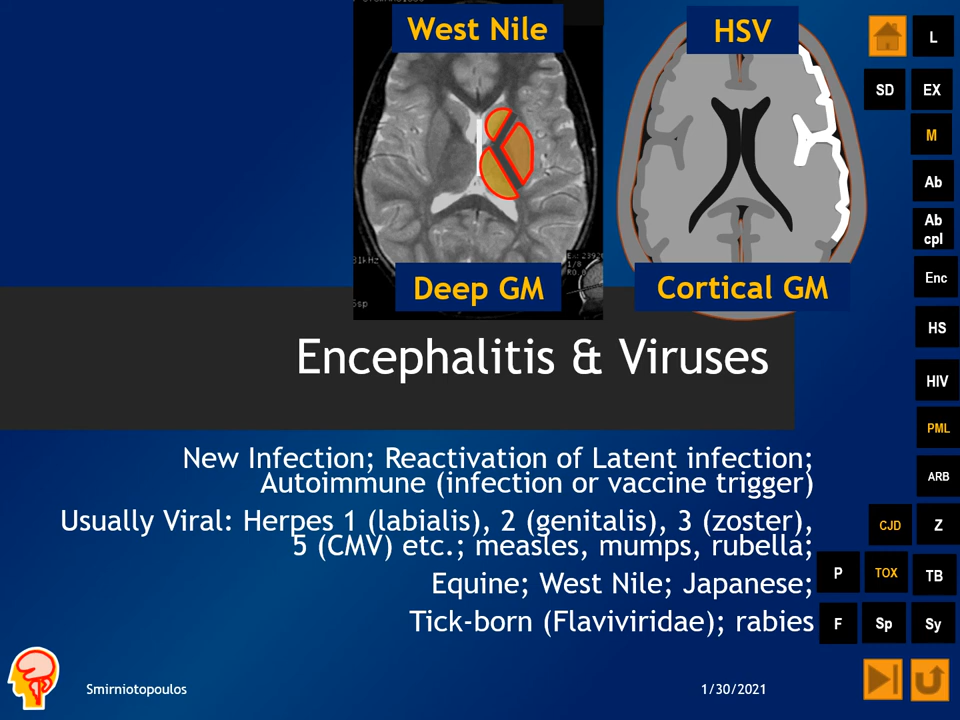 West Nile
HSV
Deep GM
Cortical GM
Encephalitis & Viruses
New Infection; Reactivation of Latent infection;
Autoimmune (infection or vaccine trigger)
Usually Viral: Herpes 1 (labialis), 2 (genitalis), 3 (zoster),
5 (CMV) etc.; measles, mumps, rubella;
Equine; West Nile; Japanese;
Tick-born (Flaviviridae); rabies
L
SD
EX
M
Ab
Ab
cpl
Enc
HS
HIV
PML
ARB
CJD
Z
P
TOX
TB
F
Sp
Sy
Smirniotopoulos
1/30/2021